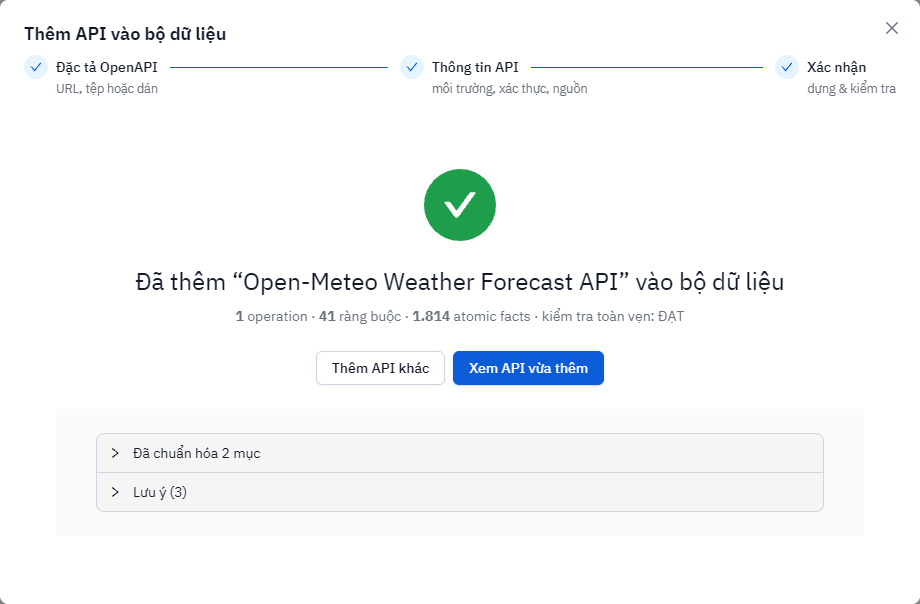 Thêm API vào bộ dữ liệu
Đặc tả OpenAPI
URL, tệp hoặc dán
Thông tin API
môi trường, xác thực, nguồn
Xác nhận
dựng & kiểm tra
Đã thêm “Open-Meteo Weather Forecast API” vào bộ dữ liệu
1 operation · 41 ràng buộc · 1.814 atomic facts · kiểm tra toàn vẹn: ĐẠT
Thêm API khác
Xem API vừa thêm
Đã chuẩn hóa 2 mục
Lưu ý (3)